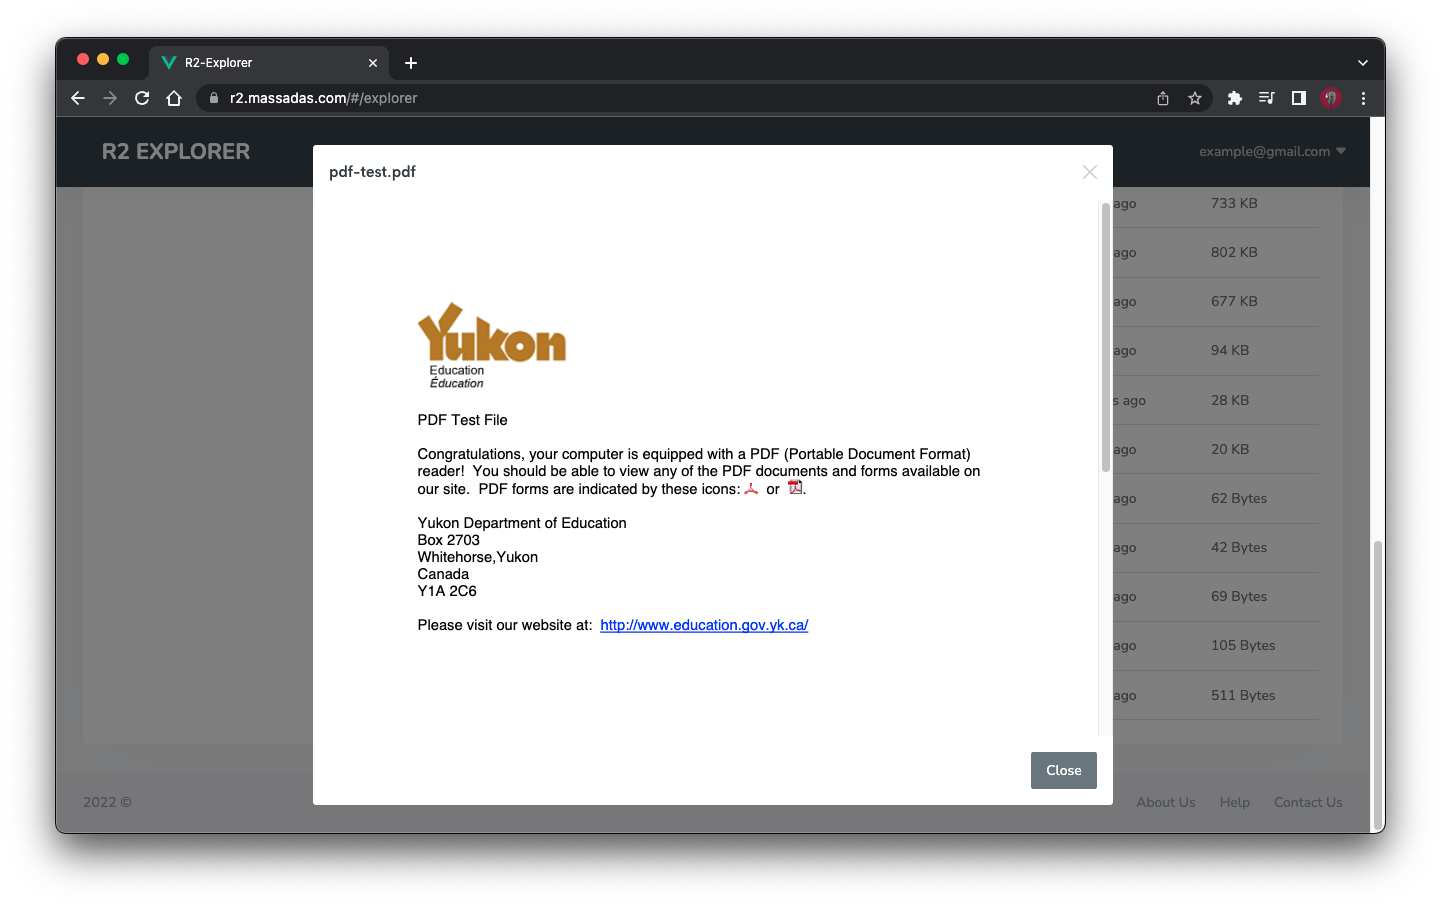 R2-Explorer
r2.massadas.com/#/explorer
R2 EXPLORER
example@gmail.com
pdf-test.pdf
Yukon
Education
Éducation
PDF Test File
Congratulations, your computer is equipped with a PDF (Portable Document Format)
reader!  You should be able to view any of the PDF documents and forms available on
our site.  PDF forms are indicated by these icons: or .
Yukon Department of Education
Box 2703
Whitehorse,Yukon
Canada
Y1A 2C6
Please visit our website at:  http://www.education.gov.yk.ca/
ago 733 KB
ago 802 KB
ago 677 KB
ago 94 KB
s ago 28 KB
ago 20 KB
ago 62 Bytes
ago 42 Bytes
ago 69 Bytes
ago 105 Bytes
ago 511 Bytes
Close
2022 ©
About Us Help Contact Us